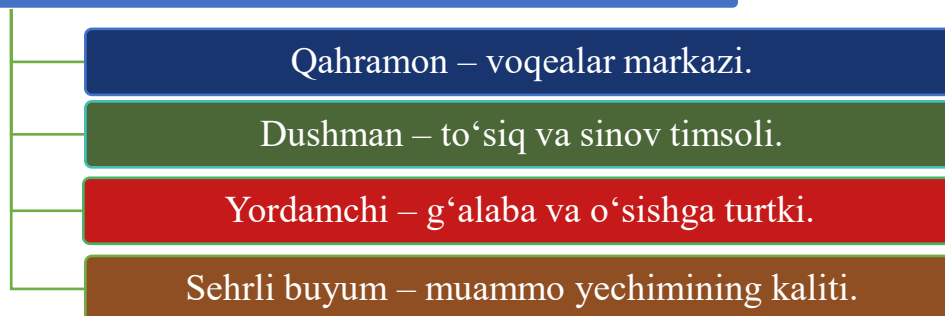 Qahramon – voqealar markazi.
Dushman – to‘siq va sinov timsoli.
Yordamchi – g‘alaba va o‘sishga turtki.
Sehrli buyum – muammo yechimining kaliti.